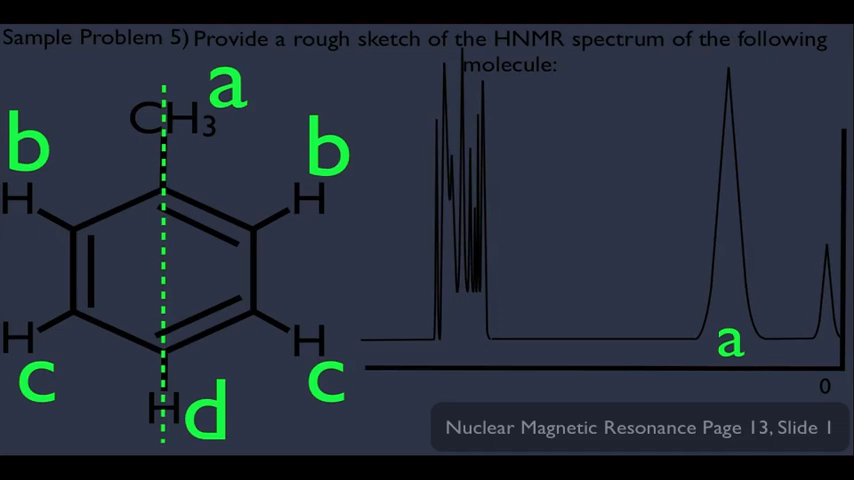 Sample Problem 5) Provide a rough sketch of the HNMR spectrum of the following
molecule:
a
CH3
b
b
H
H
H
H
c
c
H
d
a
0
Nuclear Magnetic Resonance Page 13, Slide 1